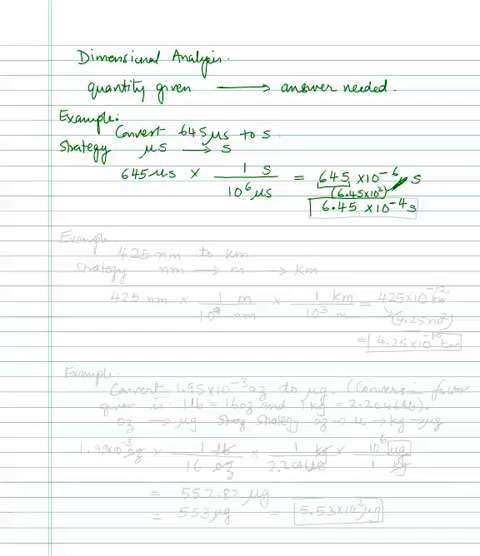 Dimensional Analysis.
quantity given ⟶ answer needed.
Example:
Convert 645 μs to s.
Strategy μs ⟶ s
645 μs × 1 s / 10⁶ μs = 645 × 10⁻⁶ s
(6.45×10²)
6.45 × 10⁻⁴ s
Example:
425 nm to km
Strategy nm ⟶ m ⟶ km
425 nm × 1 m / 10⁹ nm × 1 km / 10³ m = 425×10⁻¹² km
(4.25×10²)
= 4.25×10⁻¹⁰ km
Example:
Convert 1.95×10⁻³ oz to μg. (Conversion factor
given is: 1 lb = 16 oz and 1 kg = 2.2046 lb).
oz ⟶ μg Strategy oz → → kg → μg
1.95×10⁻³ oz × 1 lb / 16 oz × 1 kg / 2.2046 lb × μg / 1 kg
= 552.82 μg
= 553 μg = 5.53×10² μg